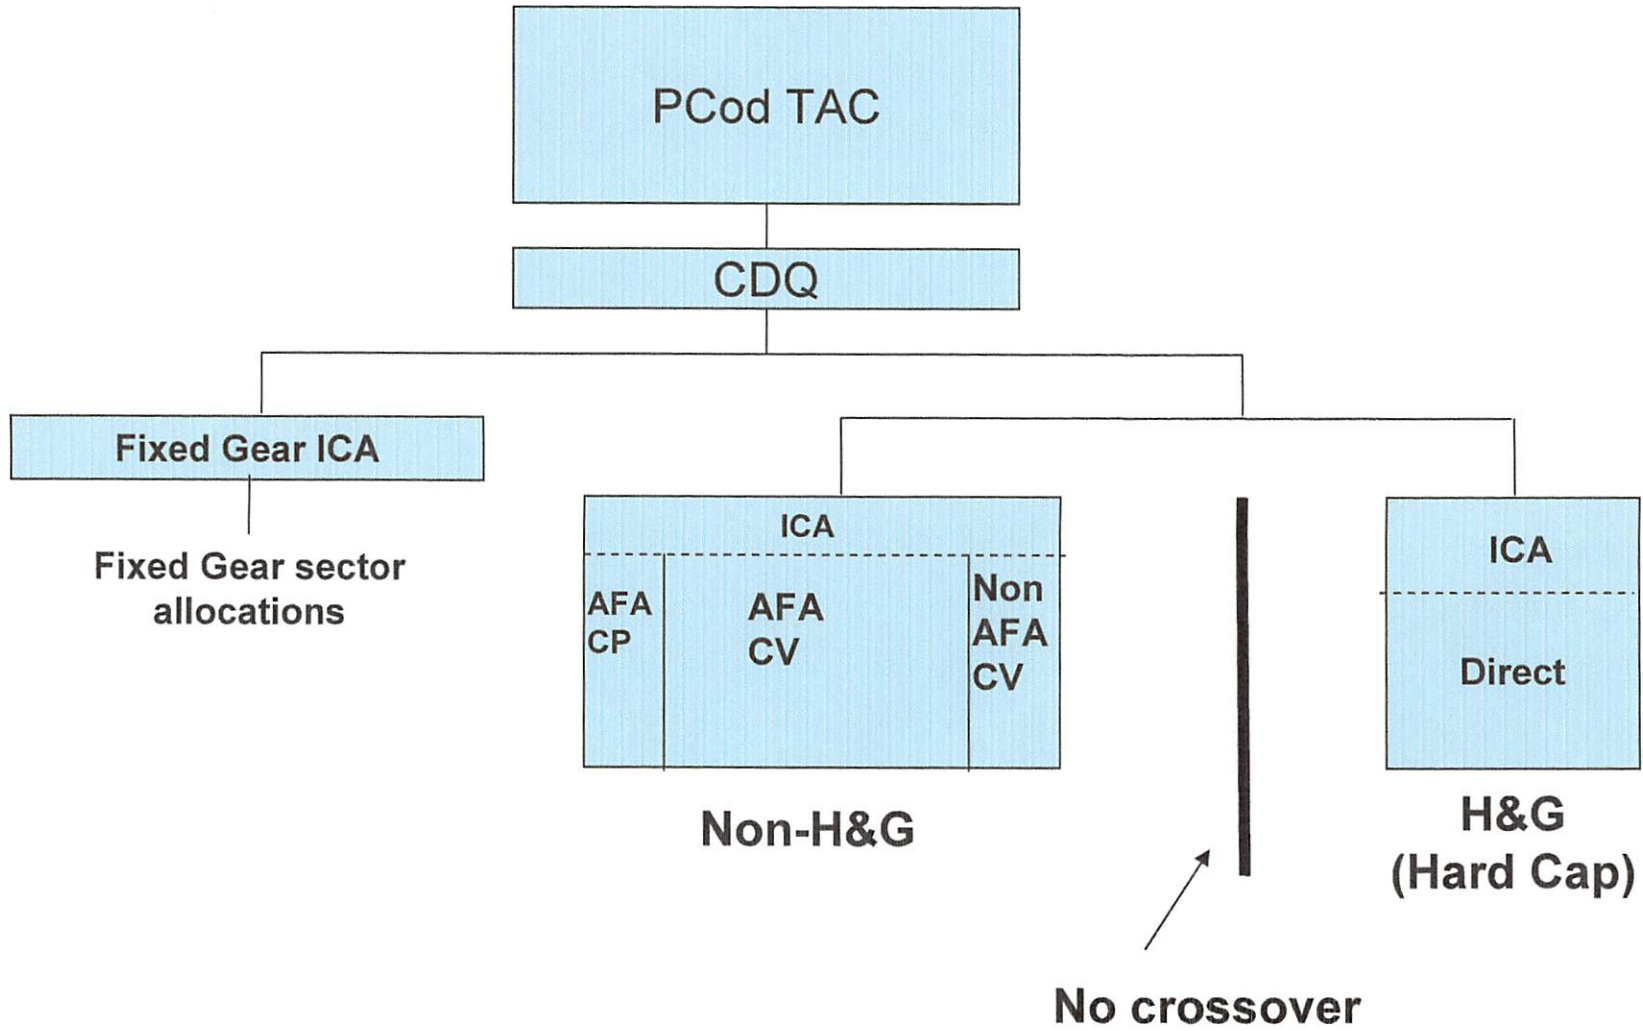 PCod TAC
CDQ
Fixed Gear ICA
Fixed Gear sector
allocations
ICA
AFA
CP
AFA
CV
Non
AFA
CV
Non-H&G
ICA
Direct
H&G
(Hard Cap)
No crossover